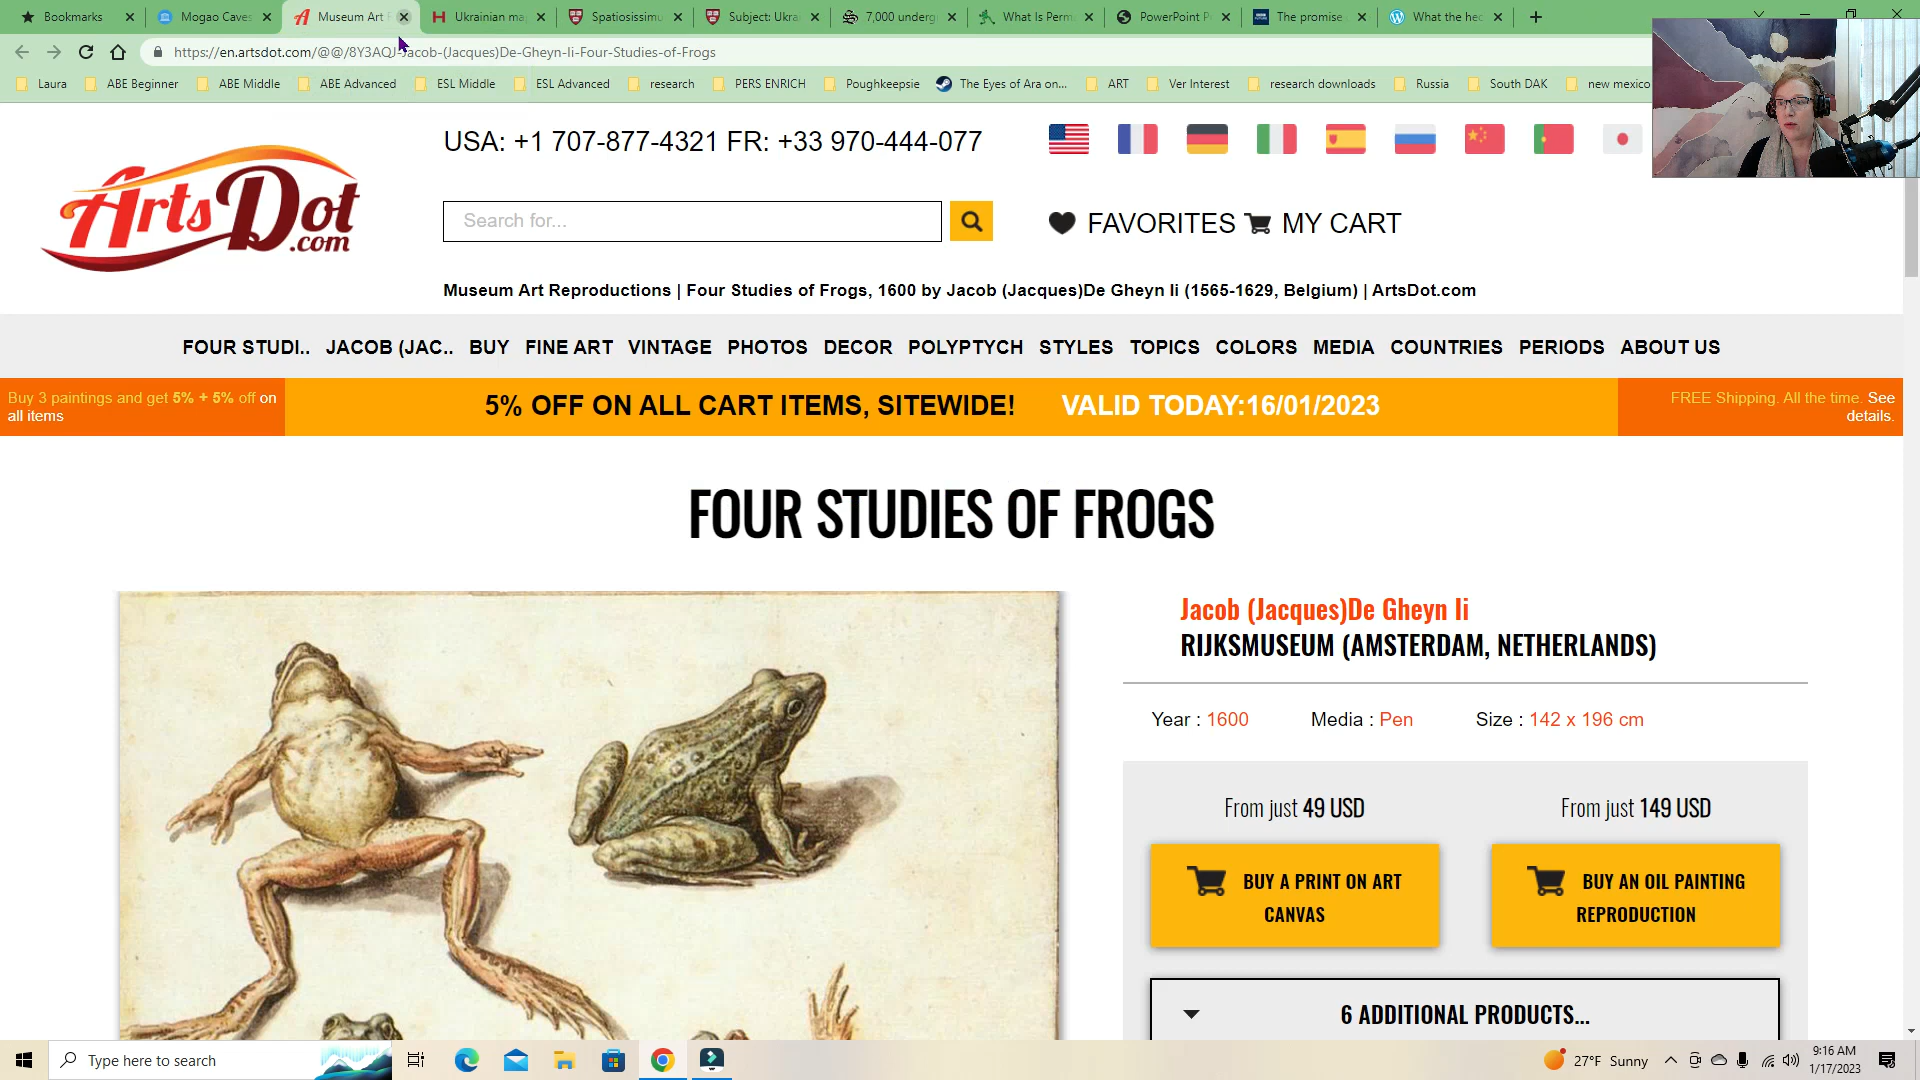 Bookmarks
Mogao Caves
Museum Art
Ukrainian ma
Spatiosissimu
Subject: Ukra
7,000 underg
What Is Perm
PowerPoint P
The promise
What the hec
https://en.artsdot.com/@@/8Y3AQJ-Jacob-(Jacques)De-Gheyn-Ii-Four-Studies-of-Frogs
Laura
ABE Beginner
ABE Middle
ABE Advanced
ESL Middle
ESL Advanced
research
PERS ENRICH
Poughkeepsie
The Eyes of Ara on...
ART
Ver Interest
research downloads
Russia
South DAK
new mexico
ArtsDot.com
USA: +1 707-877-4321 FR: +33 970-444-077
Search for...
FAVORITES MY CART
Museum Art Reproductions | Four Studies of Frogs, 1600 by Jacob (Jacques)De Gheyn Ii (1565-1629, Belgium) | ArtsDot.com
FOUR STUDI.. JACOB (JAC.. BUY FINE ART VINTAGE PHOTOS DECOR POLYPTYCH STYLES TOPICS COLORS MEDIA COUNTRIES PERIODS ABOUT US
Buy 3 paintings and get 5% + 5% off on
all items
5% OFF ON ALL CART ITEMS, SITEWIDE! VALID TODAY:16/01/2023
FREE Shipping. All the time. See
details.
FOUR STUDIES OF FROGS
Jacob (Jacques)De Gheyn Ii
RIJKSMUSEUM (AMSTERDAM, NETHERLANDS)
Year : 1600 Media : Pen Size : 142 x 196 cm
From just 49 USD
BUY A PRINT ON ART
CANVAS
From just 149 USD
BUY AN OIL PAINTING
REPRODUCTION
6 ADDITIONAL PRODUCTS...
Type here to search
27°F Sunny
9:16 AM
1/17/2023